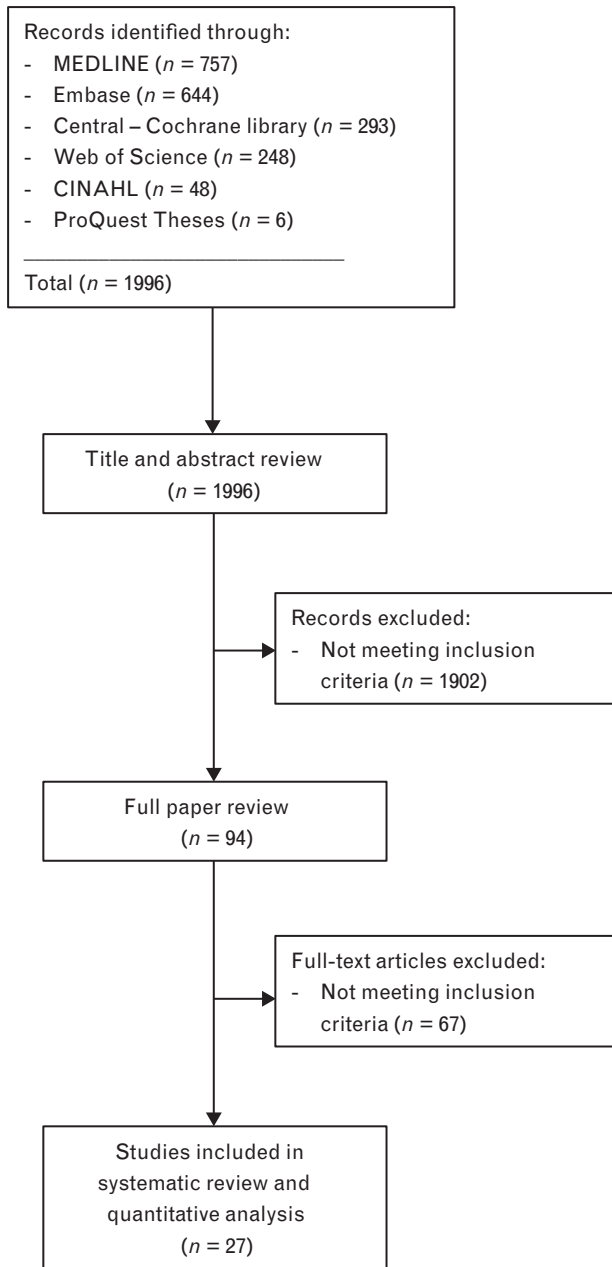 Records identified through:
- MEDLINE (n = 757)
- Embase (n = 644)
- Central – Cochrane library (n = 293)
- Web of Science (n = 248)
- CINAHL (n = 48)
- ProQuest Theses (n = 6)
Total (n = 1996)
Title and abstract review
(n = 1996)
Records excluded:
- Not meeting inclusion
criteria (n = 1902)
Full paper review
(n = 94)
Full-text articles excluded:
- Not meeting inclusion
criteria (n = 67)
Studies included in
systematic review and
quantitative analysis
(n = 27)